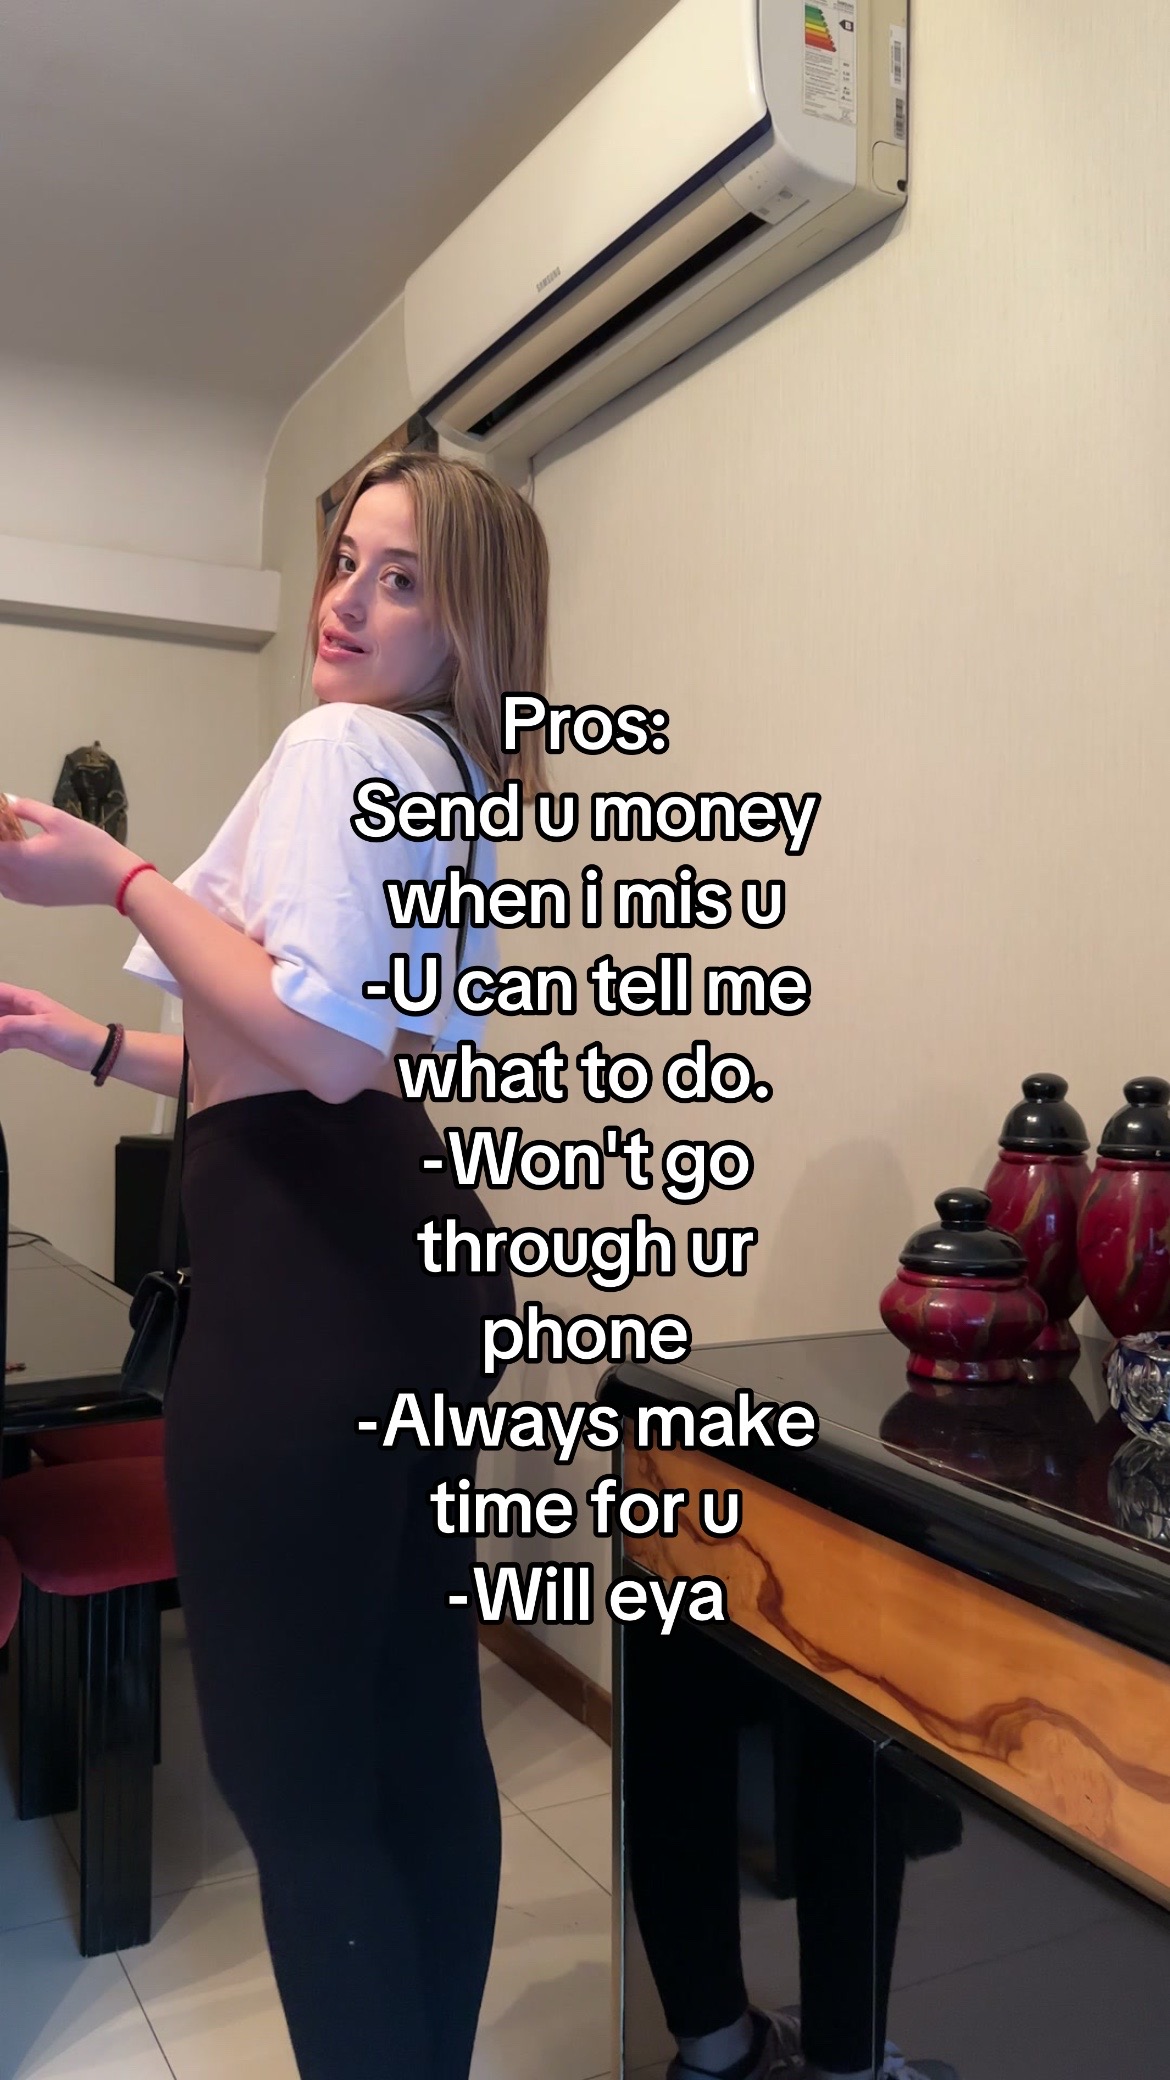 SAMSUNG
Pros:
Send u money
when i mis u
-U can tell me
what to do.
-Won't go
through ur
phone
-Always make
time for u
-Will eya